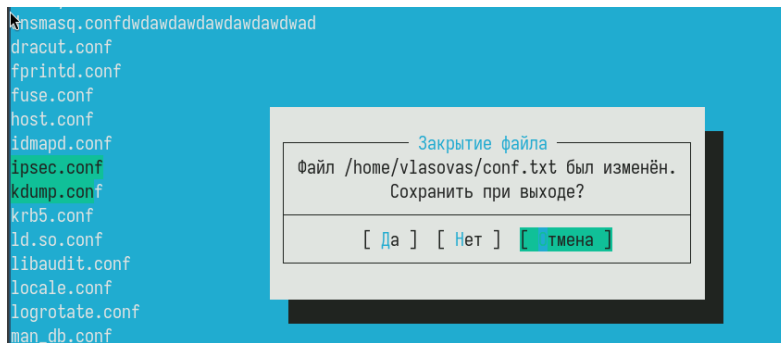 nsmasq.confdwdawdawdawdawdawdwad
dracut.conf
fprintd.conf
fuse.conf
host.conf
idmapd.conf
ipsec.conf
kdump.conf
krb5.conf
ld.so.conf
libaudit.conf
locale.conf
logrotate.conf
man_db.conf
Закрытие файла
Файл /home/vlasovas/conf.txt был изменён.
Сохранить при выходе?
[ Да ] [ Нет ] [ тмена ]